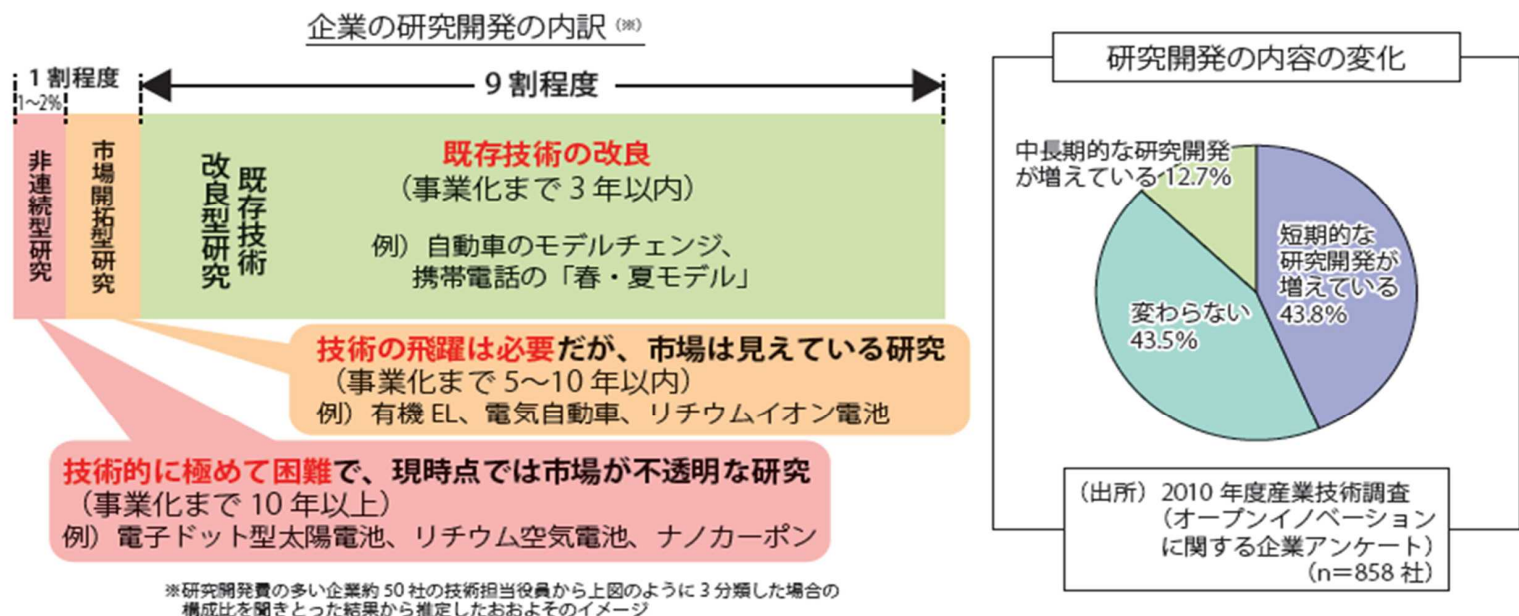 企業の研究開発の内訳(※)
1割程度
1~2%
9割程度
非連続型研究
市場開拓型研究
既存技術
改良型研究
既存技術の改良
(事業化まで3年以内)
例)自動車のモデルチェンジ、
携帯電話の「春・夏モデル」
技術の飛躍は必要だが、市場は見えている研究
(事業化まで5~10年以内)
例)有機EL、電気自動車、リチウムイオン電池
技術的に極めて困難で、現時点では市場が不透明な研究
(事業化まで10年以上)
例)電子ドット型太陽電池、リチウム空気電池、ナノカーボン
※研究開発費の多い企業約50社の技術担当役員から上図のように3分類した場合の
構成比を聞きとった結果から推定したおおよそのイメージ
研究開発の内容の変化
中長期的な研究開発
が増えている12.7%
短期的な
研究開発が
増えている
43.8%
変わらない
43.5%
(出所)2010年度産業技術調査
(オープンイノベーション
に関する企業アンケート)
(n=858社)